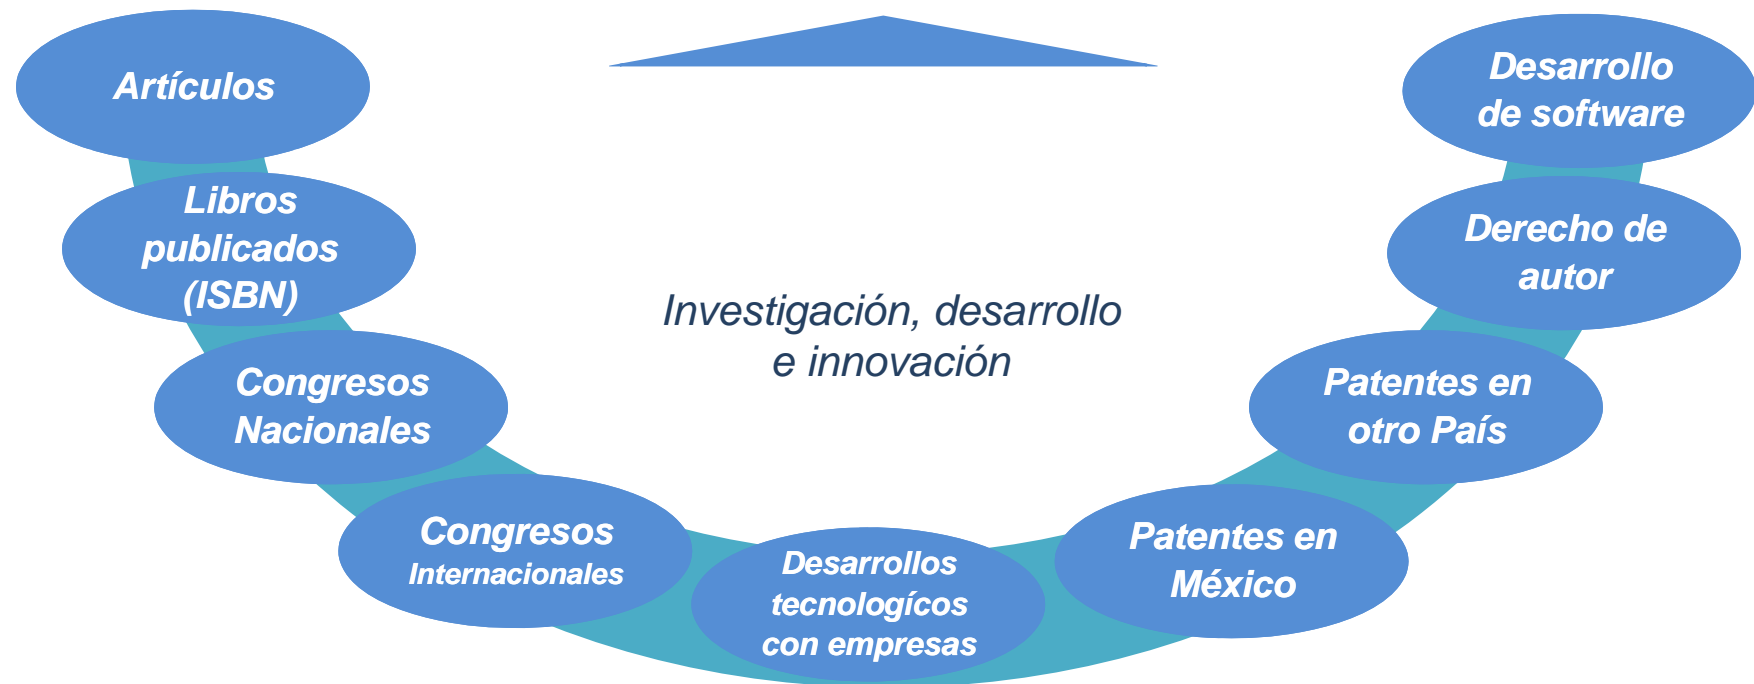 Artículos
Libros
publicados
(ISBN)
Congresos
Nacionales
Congresos
Internacionales
Desarrollos
tecnologícos
con empresas
Patentes en
México
Patentes en
otro País
Derecho de
autor
Desarrollo
de software
Investigación, desarrollo
e innovación